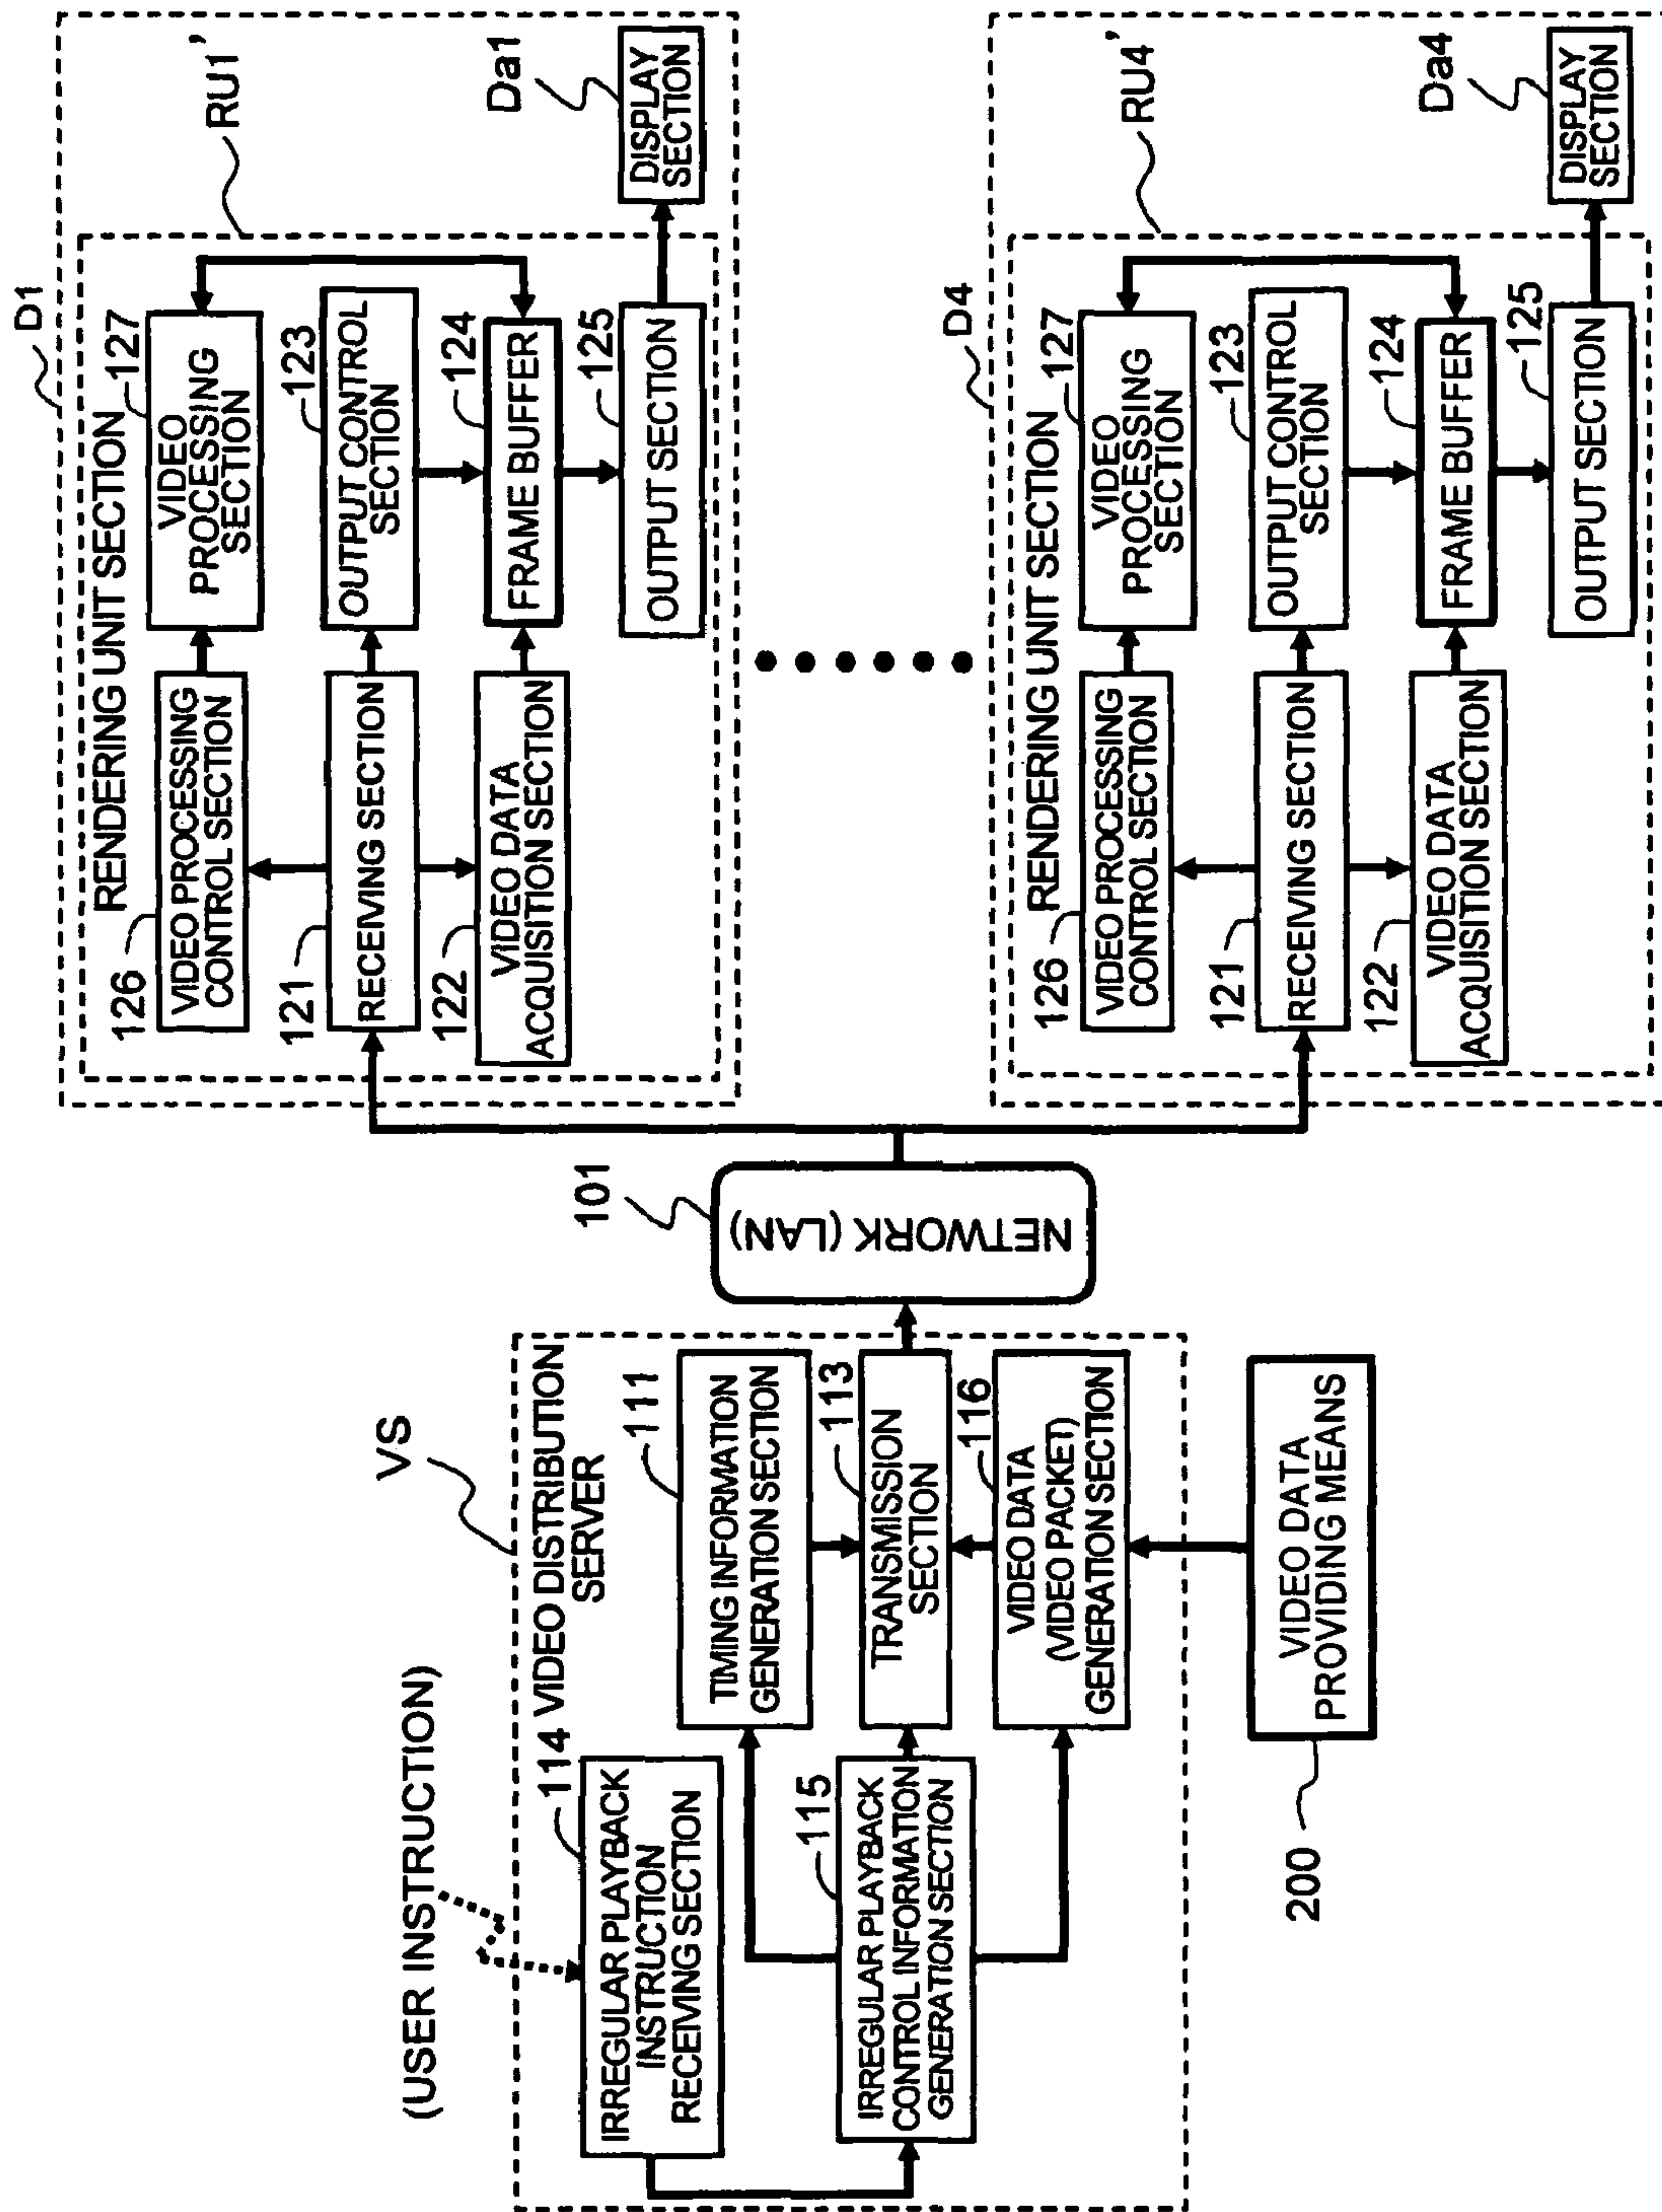 (USER INSTRUCTION)
VS
114
VIDEO DISTRIBUTION
SERVER
IRREGULAR PLAYBACK
INSTRUCTION
RECEIVING SECTION
111
TIMING INFORMATION
GENERATION SECTION
115
IRREGULAR PLAYBACK
CONTROL INFORMATION
GENERATION SECTION
113
TRANSMISSION
SECTION
116
VIDEO DATA
(VIDEO PACKET)
GENERATION SECTION
200
VIDEO DATA
PROVIDING MEANS
101
NETWORK (LAN)
D1
RENDERING UNIT SECTION
RU1'
126
VIDEO PROCESSING
CONTROL SECTION
127
VIDEO
PROCESSING
SECTION
121
RECEIVING SECTION
123
OUTPUT CONTROL
SECTION
122
VIDEO DATA
ACQUISITION SECTION
124
FRAME BUFFER
125
OUTPUT SECTION
Da1
DISPLAY
SECTION
D4
RENDERING UNIT SECTION
RU4'
126
VIDEO PROCESSING
CONTROL SECTION
127
VIDEO
PROCESSING
SECTION
121
RECEIVING SECTION
123
OUTPUT CONTROL
SECTION
122
VIDEO DATA
ACQUISITION SECTION
124
FRAME BUFFER
125
OUTPUT SECTION
Da4
DISPLAY
SECTION